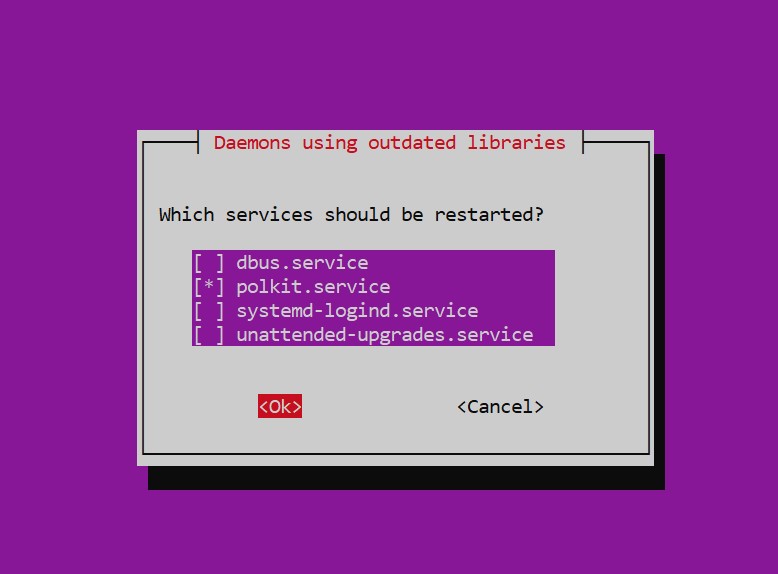 Daemons using outdated libraries
Which services should be restarted?
[ ] dbus.service
[*] polkit.service
[ ] systemd-logind.service
[ ] unattended-upgrades.service
<Ok> <Cancel>